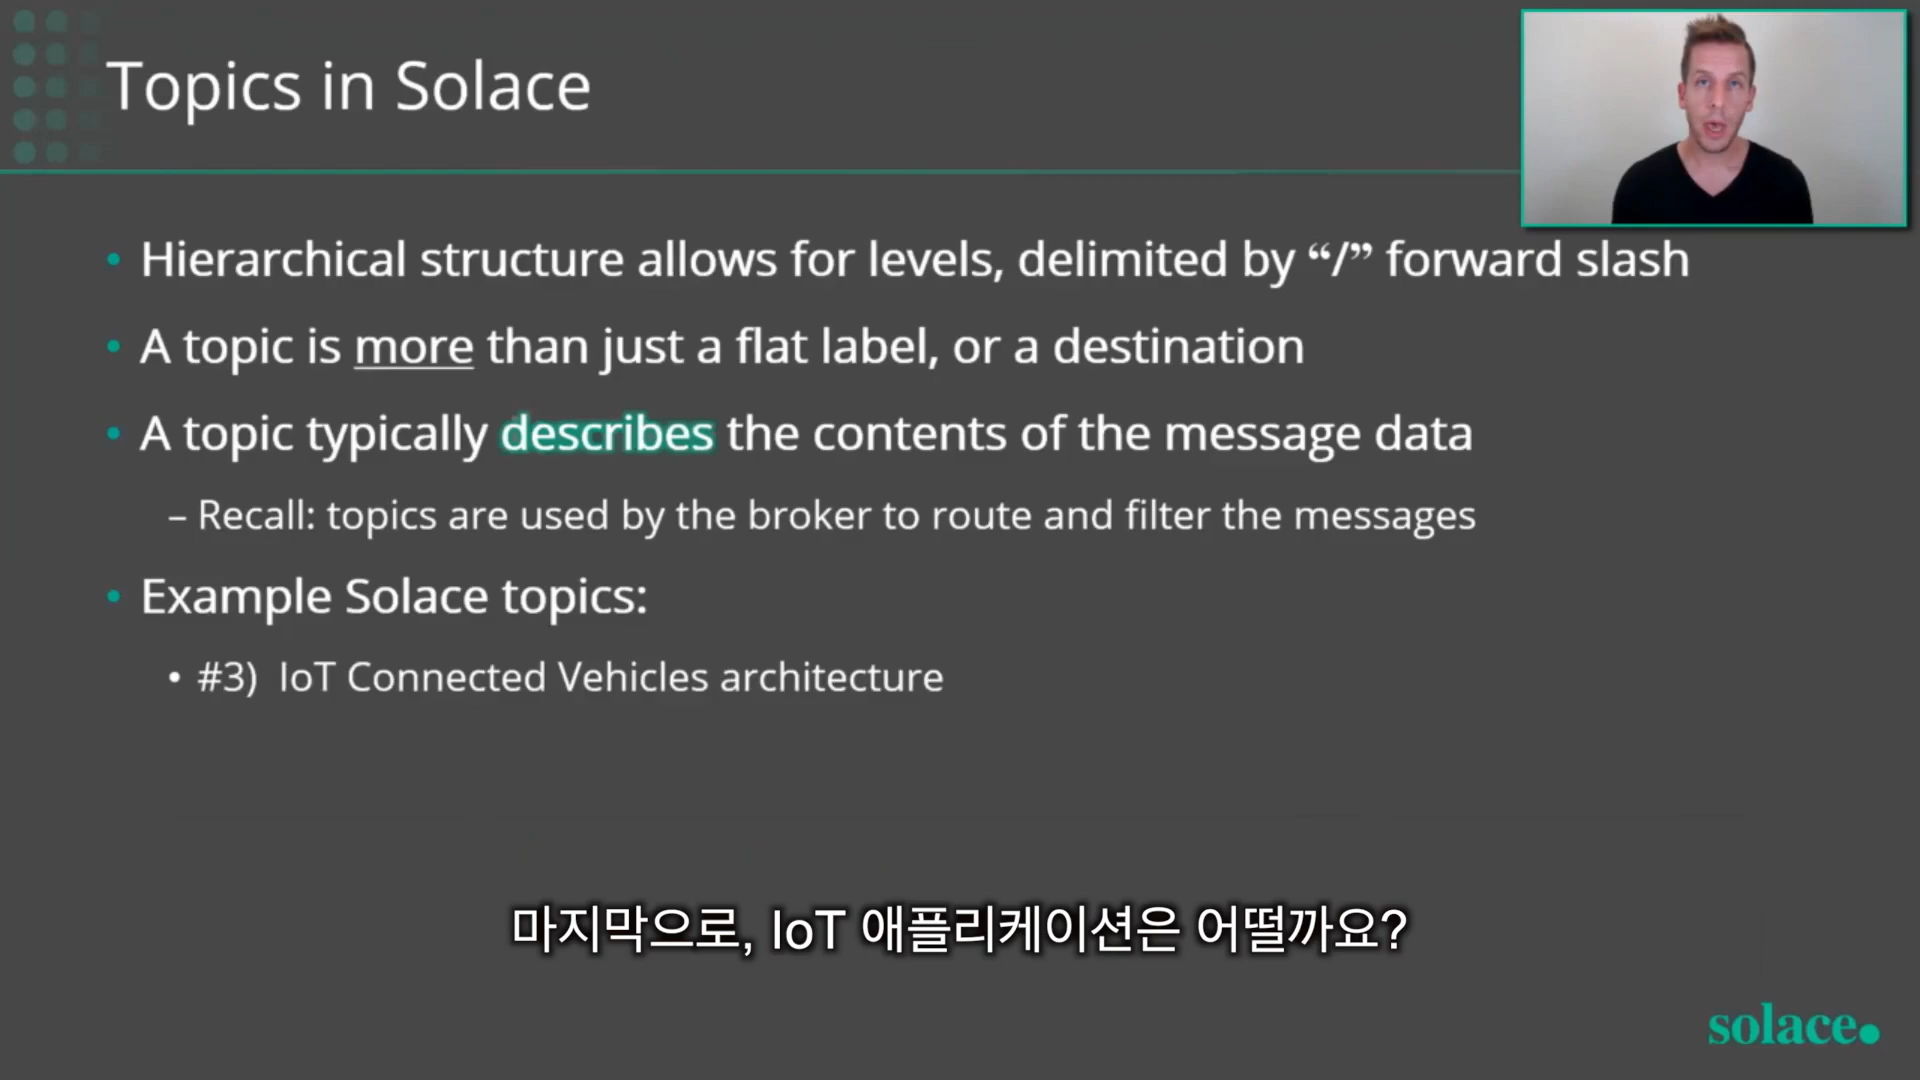 Topics in Solace
• Hierarchical structure allows for levels, delimited by “/” forward slash
• A topic is more than just a flat label, or a destination
• A topic typically describes the contents of the message data
– Recall: topics are used by the broker to route and filter the messages
• Example Solace topics:
• #3) IoT Connected Vehicles architecture
마지막으로, IoT 애플리케이션은 어떨까요?
solace.